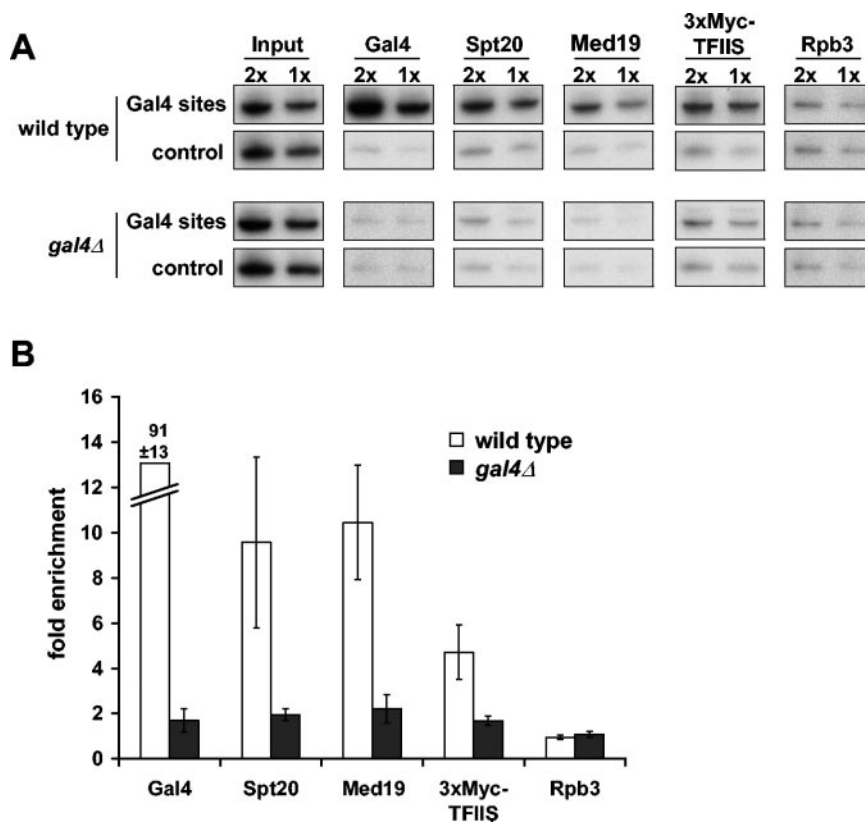 A
Input Gal4 Spt20 Med19 3xMyc-TFIIS Rpb3
2x 1x 2x 1x 2x 1x 2x 1x 2x 1x 2x 1x
wild type
Gal4 sites
control
gal4Δ
Gal4 sites
control
B
fold enrichment
16
14
12
10
8
6
4
2
0
91
±13
wild type
gal4Δ
Gal4 Spt20 Med19 3xMyc-TFIIS Rpb3